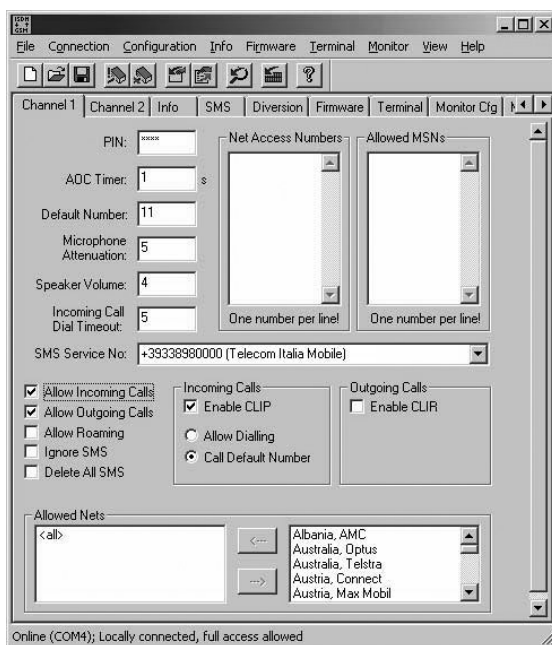 ISDN
GSM
File Connection Configuration Info Firmware Terminal Monitor View Help
Channel 1 Channel 2 Info SMS Diversion Firmware Terminal Monitor Cfg
PIN: ****
AOC Timer: 1 s
Default Number: 11
Microphone
Attenuation: 5
Speaker Volume: 4
Incoming Call
Dial Timeout: 5
Net Access Numbers
One number per line!
Allowed MSNs
One number per line!
SMS Service No: +39338980000 (Telecom Italia Mobile)
Allow Incoming Calls
Allow Outgoing Calls
Allow Roaming
Ignore SMS
Delete All SMS
Incoming Calls
Enable CLIP
Allow Dialling
Call Default Number
Outgoing Calls
Enable CLIR
Allowed Nets
<all>
<---
--->
Albania, AMC
Australia, Optus
Australia, Telstra
Austria, Connect
Austria, Max Mobil
Online (COM4); Locally connected, full access allowed